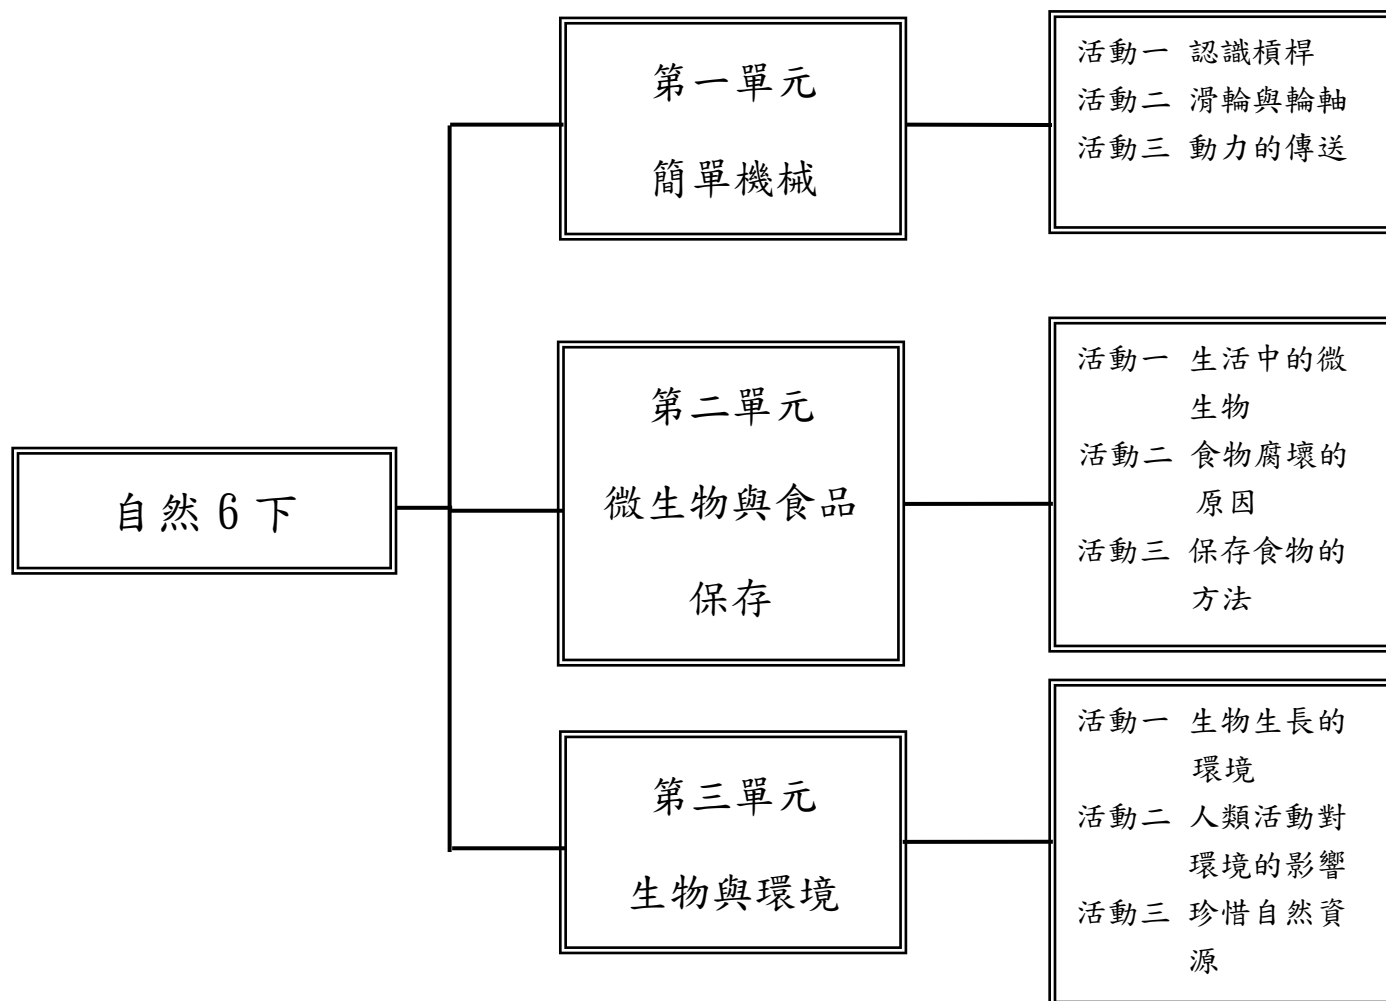 自然 6 下
第一單元
簡單機械
活動一 認識槓桿
活動二 滑輪與輪軸
活動三 動力的傳送
第二單元
微生物與食品
保存
活動一 生活中的微
生物
活動二 食物腐壞的
原因
活動三 保存食物的
方法
第三單元
生物與環境
活動一 生物生長的
環境
活動二 人類活動對
環境的影響
活動三 珍惜自然資
源